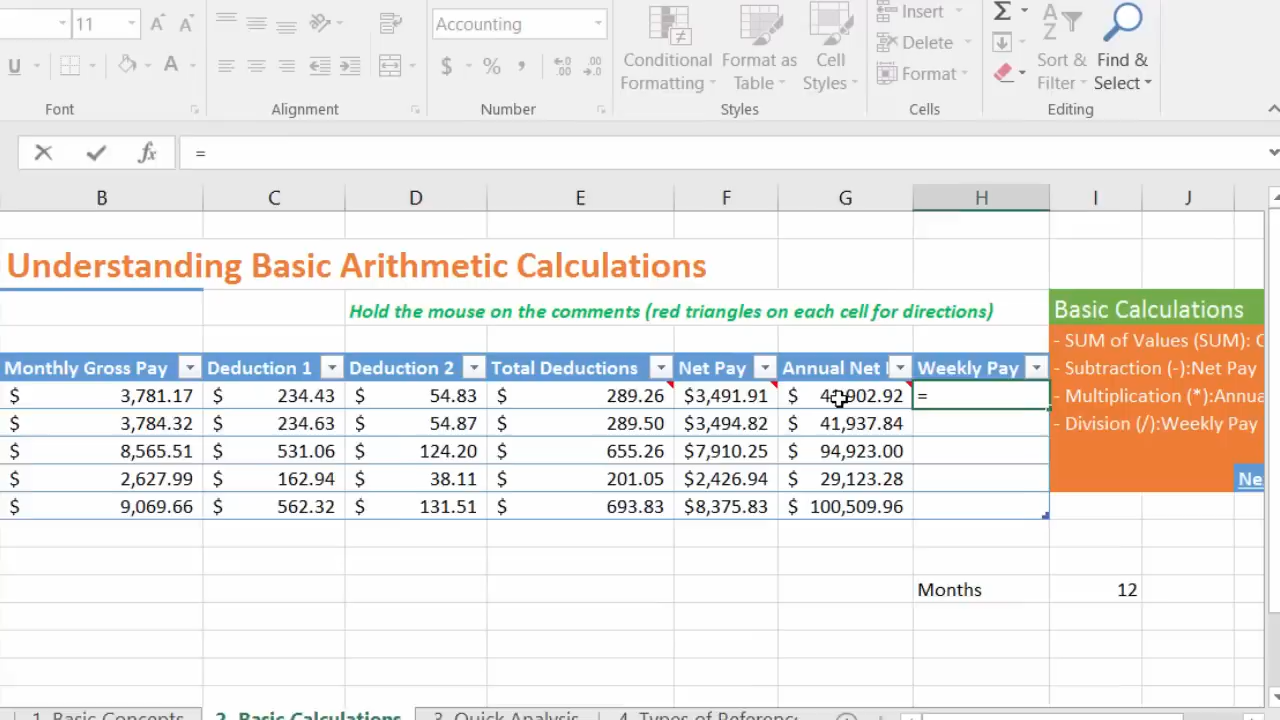 11 A A Accounting Conditional Format as Cell Insert Σ A Z Sort & Find &
U A $ % , Formatting Table Styles Delete Format Filter Select
Font Alignment Number Styles Cells Editing
fx =
B C D E F G H I J
Understanding Basic Arithmetic Calculations
Hold the mouse on the comments (red triangles on each cell for directions)
Basic Calculations
- SUM of Values (SUM):
- Subtraction (-):Net Pay
- Multiplication (*):Annua
- Division (/):Weekly Pay
Ne
Monthly Gross Pay Deduction 1 Deduction 2 Total Deductions Net Pay Annual Net Weekly Pay
$ 3,781.17 $ 234.43 $ 54.83 $ 289.26 $3,491.91 $ 902.92 =
$ 3,784.32 $ 234.63 $ 54.87 $ 289.50 $3,494.82 $ 41,937.84
$ 8,565.51 $ 531.06 $ 124.20 $ 655.26 $7,910.25 $ 94,923.00
$ 2,627.99 $ 162.94 $ 38.11 $ 201.05 $2,426.94 $ 29,123.28
$ 9,069.66 $ 562.32 $ 131.51 $ 693.83 $8,375.83 $ 100,509.96
Months 12
1. Basic Concepts 2. Basic Calculations 3. Quick Analysis 4. Types of Referenc